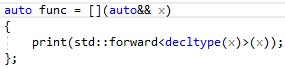 auto func = [](auto&& x)
{
    print(std::forward<decltype(x)>(x));
};